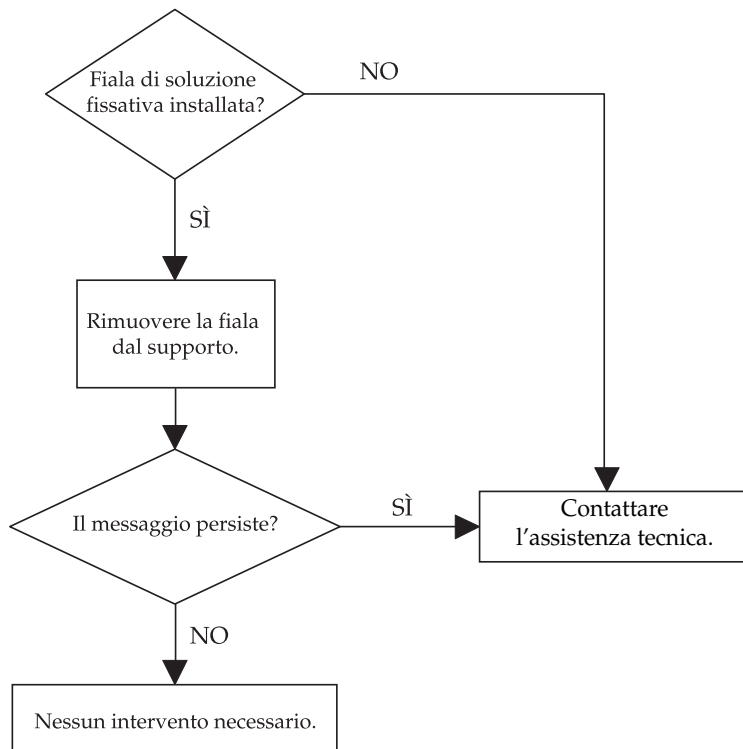 Fiala di soluzione
fissativa installata?
NO
SÌ
Rimuovere la fiala
dal supporto.
Il messaggio persiste?
SÌ
Contattare
l’assistenza tecnica.
NO
Nessun intervento necessario.